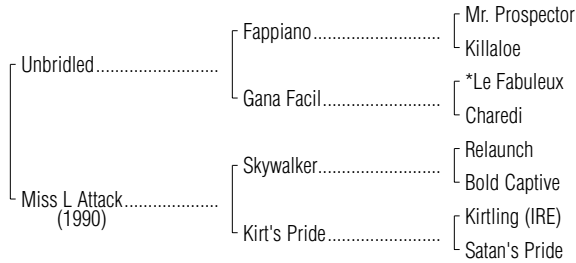 Mr. Prospector
Fappiano
Killaloe
Unbridled
*Le Fabuleux
Gana Facil
Charedi
Relaunch
Skywalker
Bold Captive
Miss L Attack
(1990)
Kirtling (IRE)
Kirt's Pride
Satan's Pride